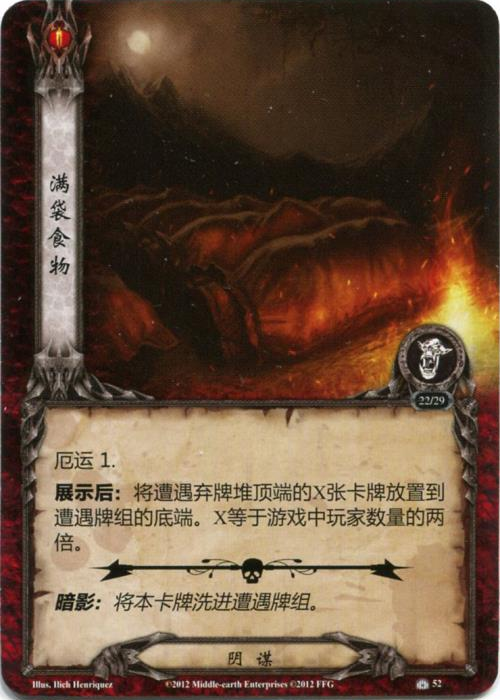 满袋食物
22/29
厄运 1.
展示后：将遭遇弃牌堆顶端的X张卡牌放置到
遭遇牌组的底端。X等于游戏中玩家数量的两
倍。
暗影：将本卡牌洗进遭遇牌组。
阴 谋
Illus. Ilich Henriquez ©2012 Middle-earth Enterprises ©2012 FFG 52